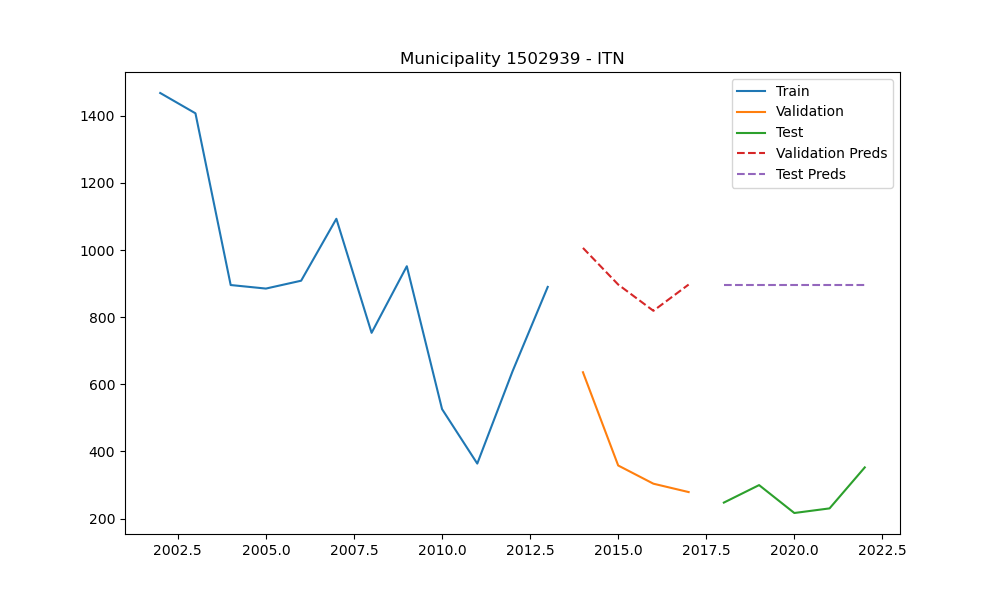 Municipality 1502939 - ITN
Train
Validation
Test
Validation Preds
Test Preds
1400
1200
1000
800
600
400
200
2002.5 2005.0 2007.5 2010.0 2012.5 2015.0 2017.5 2020.0 2022.5